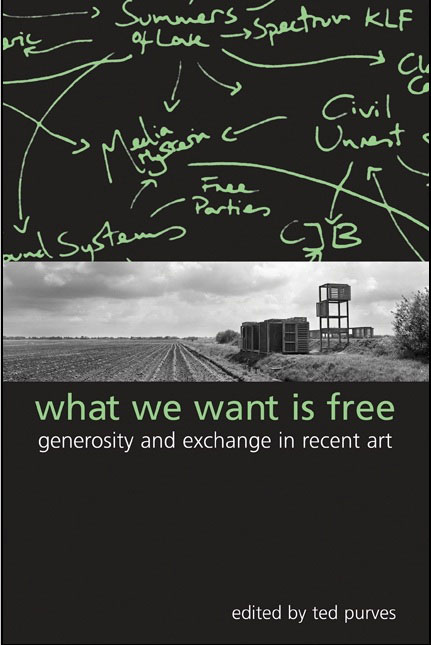 Summers
of Love
Spectrum
KLF
Civil
Unrest
Media
Hysteria
Free
Parties
CJB
Systems
what we want is free
generosity and exchange in recent art
edited by ted purves